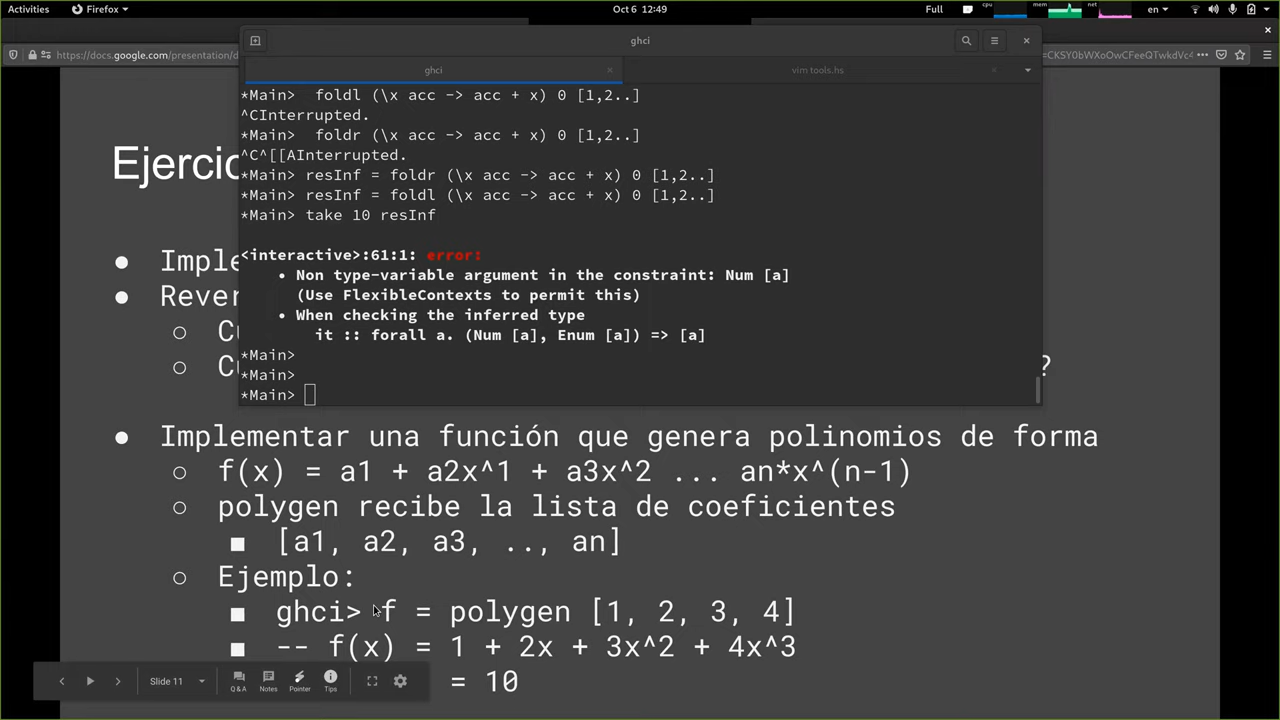 Activities
Firefox
Oct 6 12:49
Full
cpu
mem
net
en
ghci
https://docs.google.com/presentation/d
=CKSY0bWXoOwCFeeQTwkdVc4
ghci
vim tools.hs
*Main>  foldl (\x acc -> acc + x) 0 [1,2..]
^CInterrupted.
*Main>  foldr (\x acc -> acc + x) 0 [1,2..]
^C^[[AInterrupted.
*Main> resInf = foldr (\x acc -> acc + x) 0 [1,2..]
*Main> resInf = foldl (\x acc -> acc + x) 0 [1,2..]
*Main> take 10 resInf
<interactive>:61:1: error:
• Non type-variable argument in the constraint: Num [a]
(Use FlexibleContexts to permit this)
• When checking the inferred type
it :: forall a. (Num [a], Enum [a]) => [a]
*Main>
*Main>
*Main>
● Implementar una función que genera polinomios de forma
○ f(x) = a1 + a2x^1 + a3x^2 ... an*x^(n-1)
○ polygen recibe la lista de coeficientes
■ [a1, a2, a3, .., an]
○ Ejemplo:
■ ghci> f = polygen [1, 2, 3, 4]
■ -- f(x) = 1 + 2x + 3x^2 + 4x^3
= 10
Slide 11
Q & A
Notes
Pointer
Tips